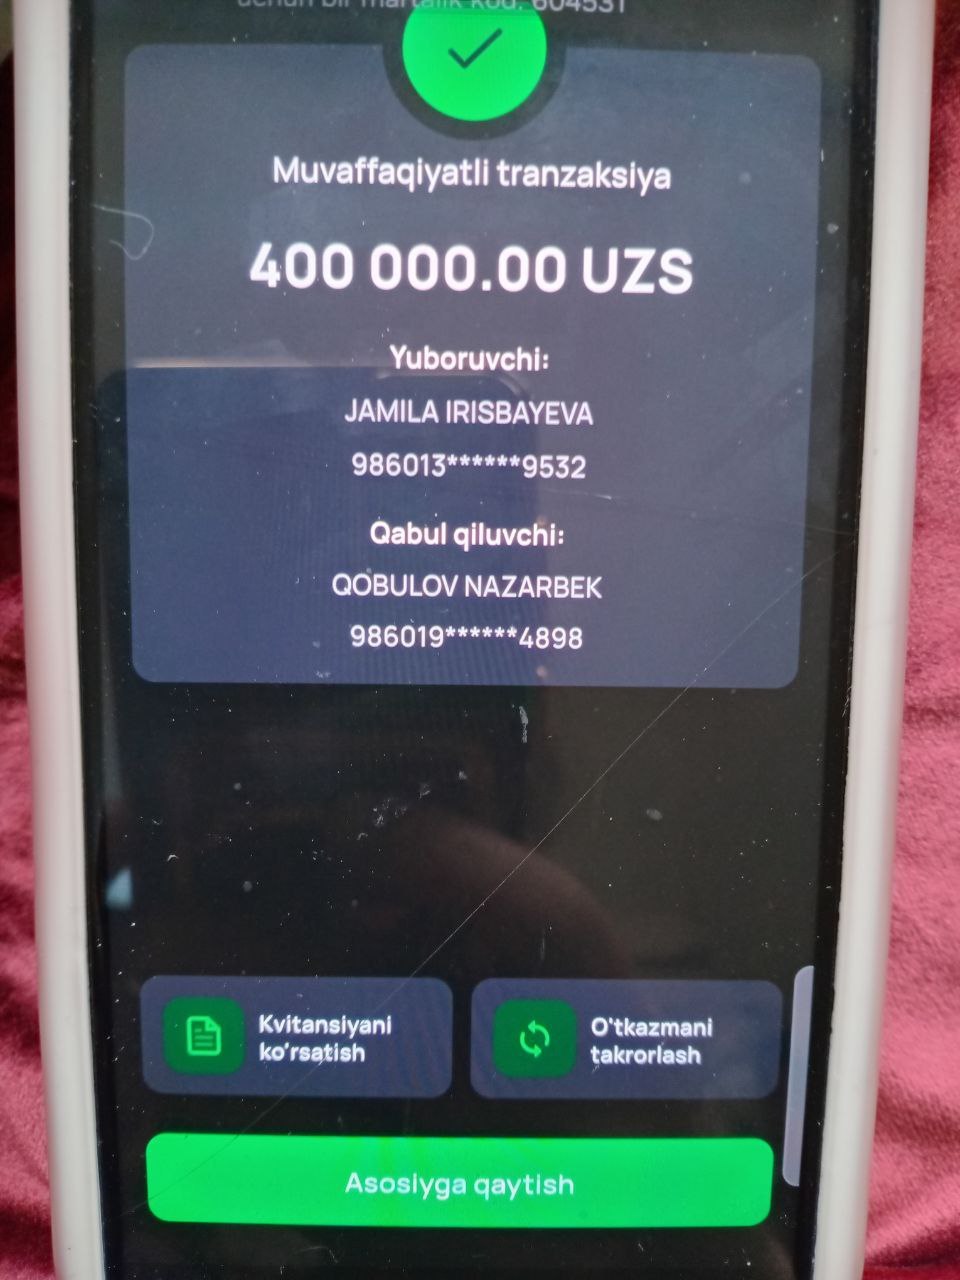 uchun bir martalik kod: 604531
Muvaffaqiyatli tranzaksiya
400 000.00 UZS
Yuboruvchi:
JAMILA IRISBAYEVA
986013******9532
Qabul qiluvchi:
QOBULOV NAZARBEK
986019******4898
Kvitansiyani
ko'rsatish
O'tkazmani
takrorlash
Asosiyga qaytish